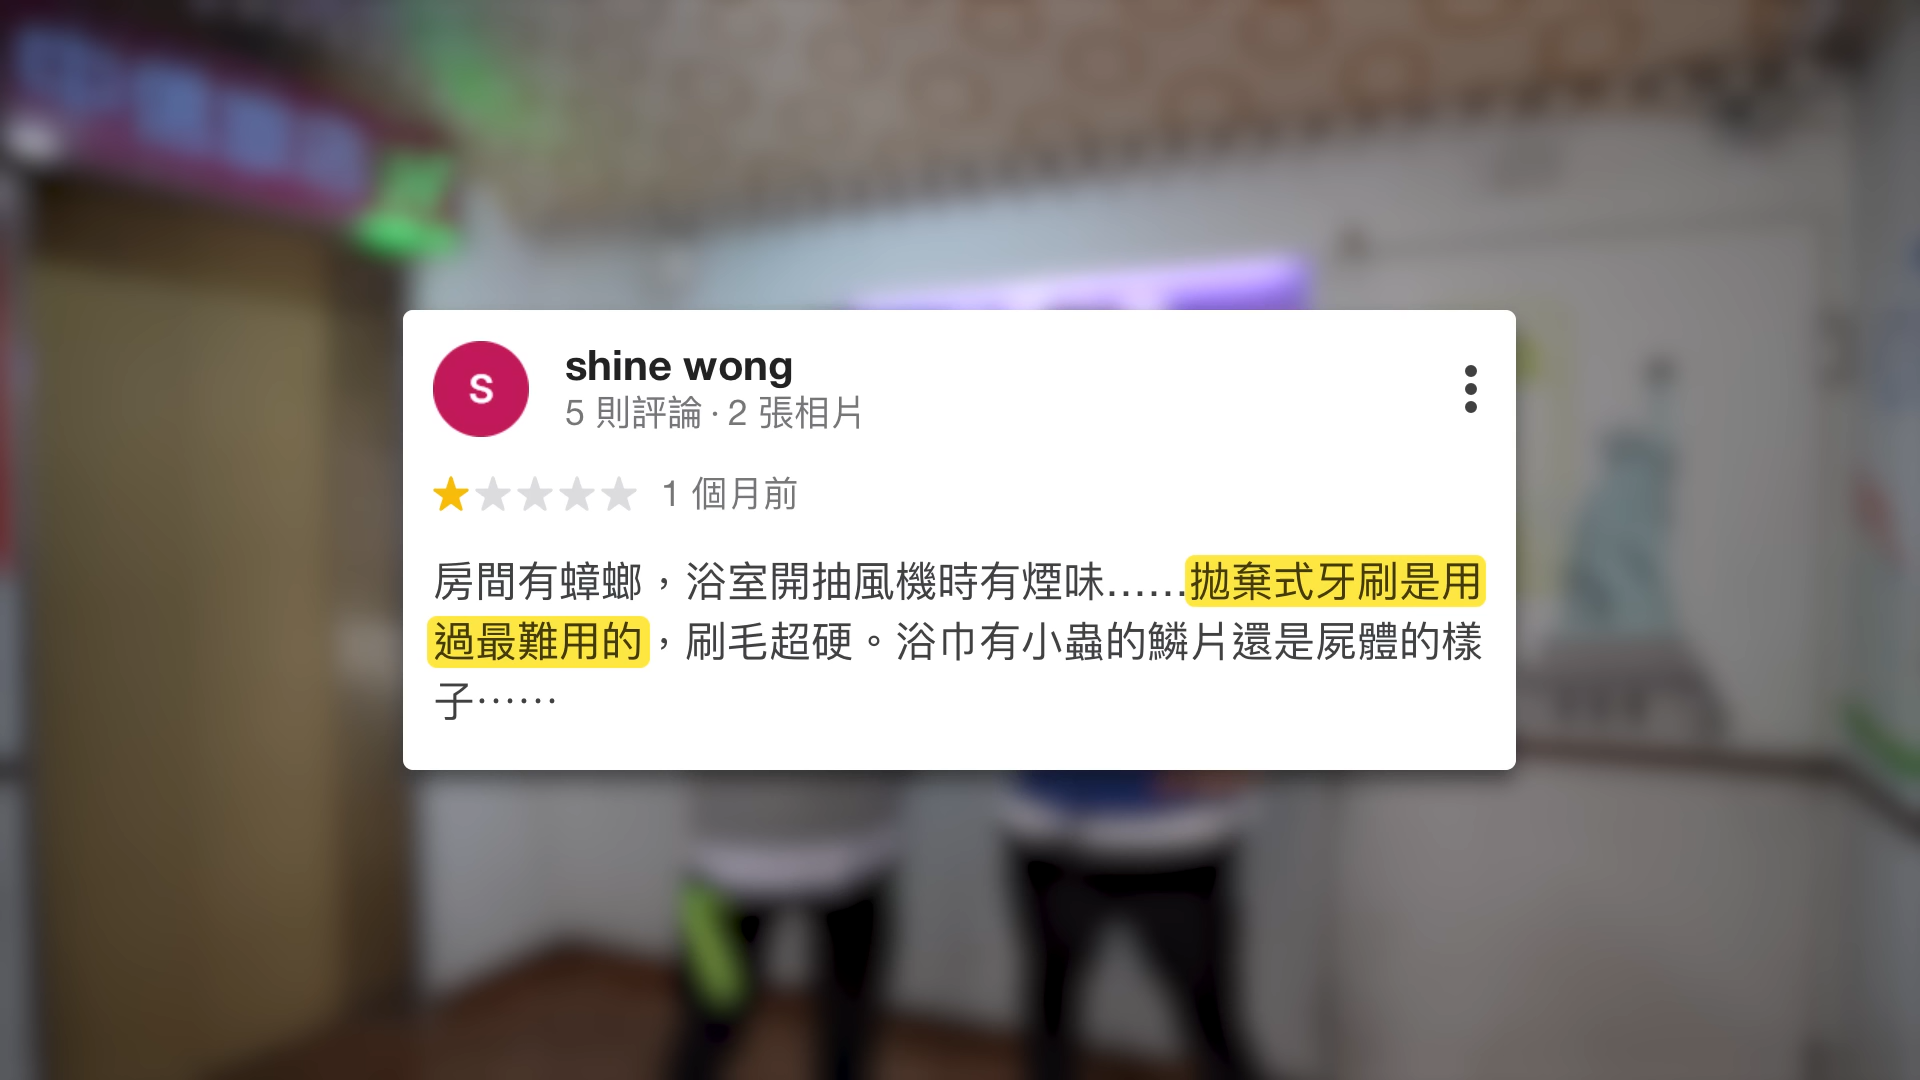 S
shine wong
5 則評論 · 2 張相片
1 個月前
房間有蟑螂，浴室開抽風機時有煙味……拋棄式牙刷是用
過最難用的，刷毛超硬。浴巾有小蟲的鱗片還是屍體的樣
子……